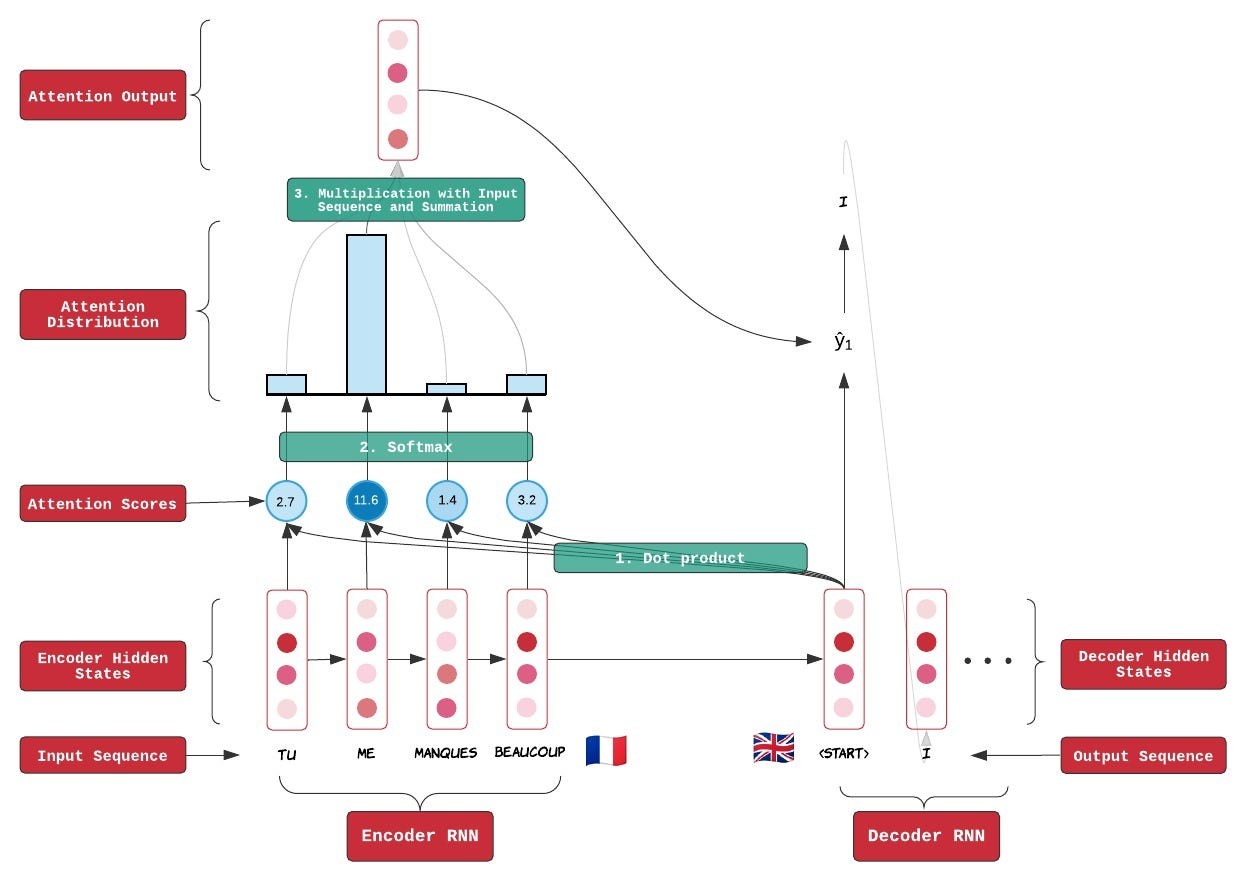 Attention Output
3. Multiplication with Input
Sequence and Summation
I
Attention
Distribution
ŷ₁
2. Softmax
Attention Scores
2.7
11.6
1.4
3.2
1. Dot product
Encoder Hidden
States
Decoder Hidden
States
Input Sequence
TU
ME
MANQUES
BEAUCOUP
<START>
I
Output Sequence
Encoder RNN
Decoder RNN